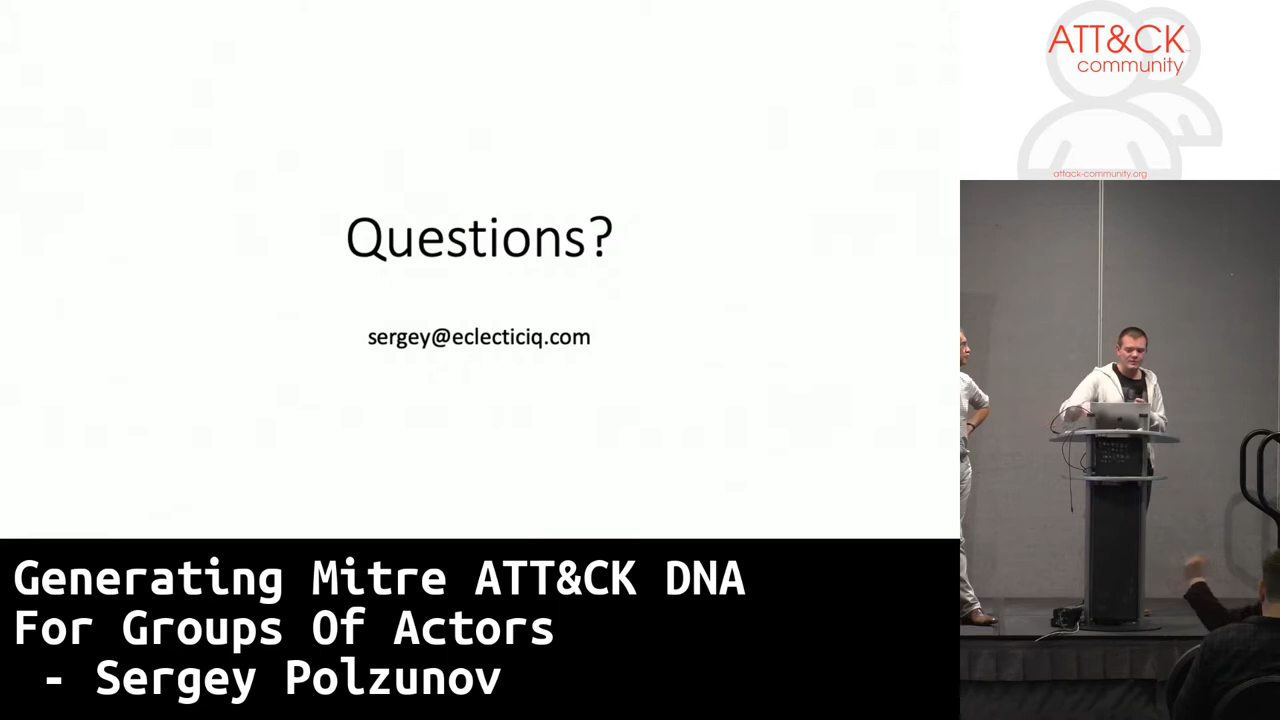 Questions?
sergey@eclecticiq.com
ATT&CK
community
attack-community.org
Generating Mitre ATT&CK DNA
For Groups Of Actors
- Sergey Polzunov